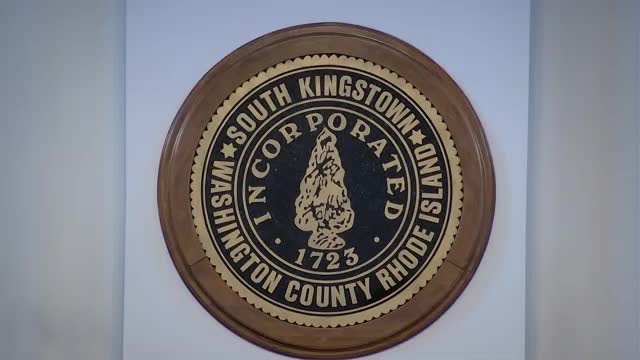 SOUTH KINGSTOWN
WASHINGTON COUNTY RHODE ISLAND
INCORPORATED
1723